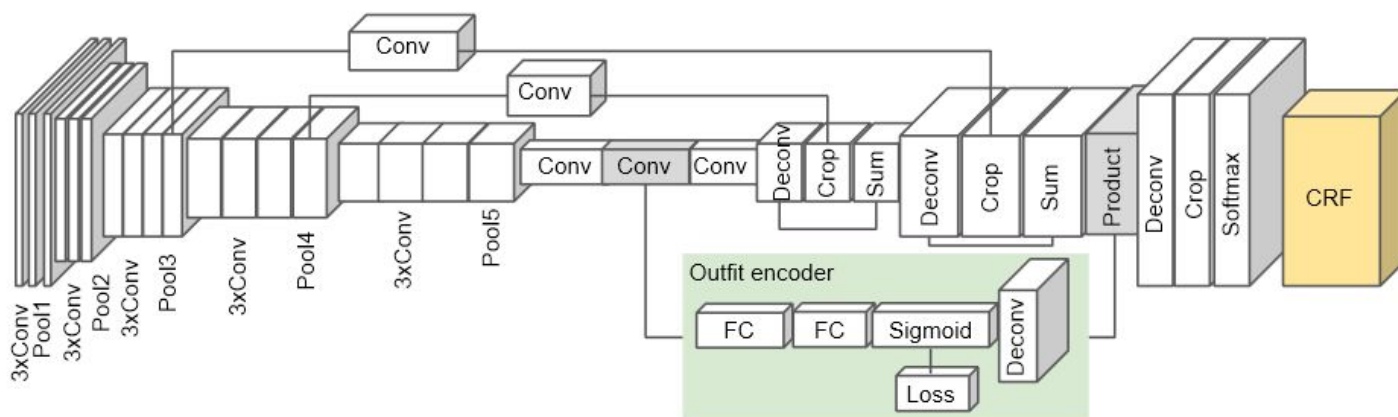 Conv
Conv
3xConv
Pool1
3xConv
Pool2
3xConv
Pool3
3xConv
Pool4
3xConv
Pool5
Conv
Conv
Conv
Deconv
Crop
Sum
Deconv
Crop
Sum
Product
Deconv
Crop
Softmax
CRF
Outfit encoder
FC
FC
Sigmoid
Deconv
Loss